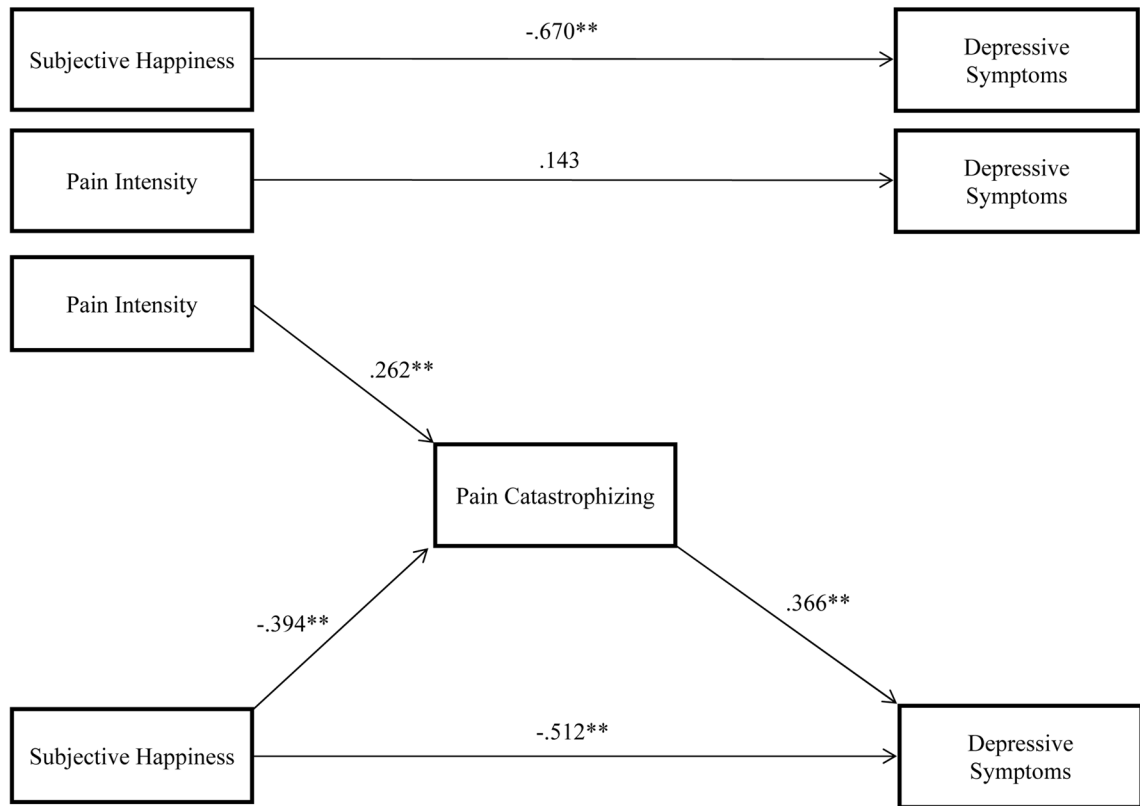 -.670**
Subjective Happiness
Depressive
Symptoms
.143
Pain Intensity
Depressive
Symptoms
Pain Intensity
.262**
Pain Catastrophizing
-.394**
.366**
-.512**
Subjective Happiness
Depressive
Symptoms